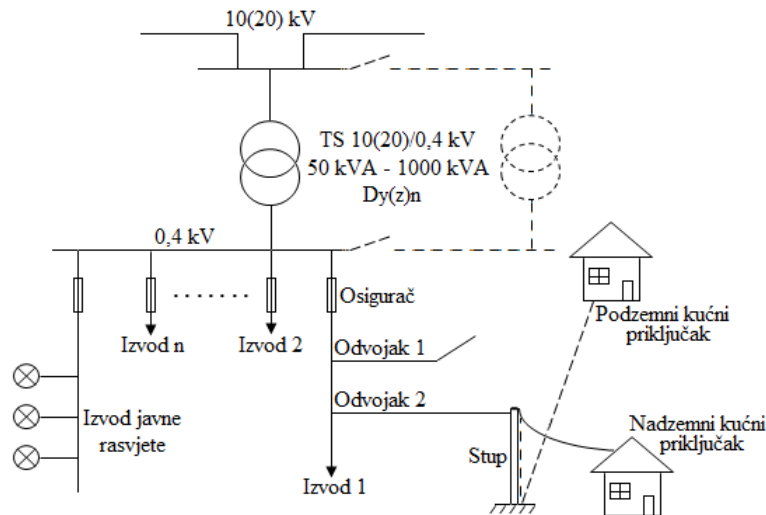 10(20) kV
TS 10(20)/0,4 kV
50 kVA - 1000 kVA
Dy(z)n
0,4 kV
Osigurač
Podzemni kućni
priključak
Izvod n
Izvod 2
Odvojak 1
Odvojak 2
Izvod javne
rasvjete
Nadzemni kućni
priključak
Stup
Izvod 1